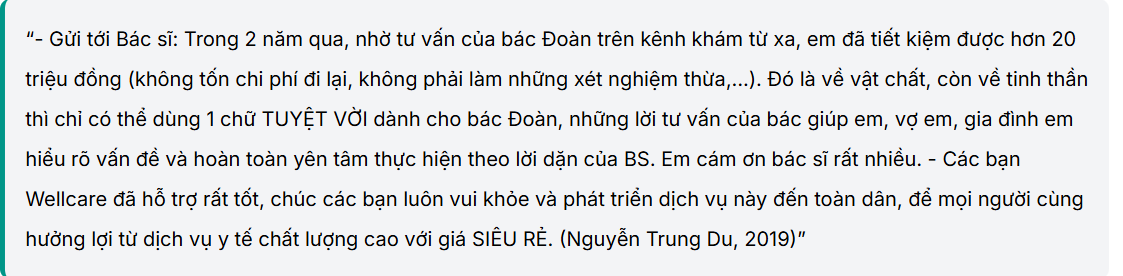 “- Gửi tới Bác sĩ: Trong 2 năm qua, nhờ tư vấn của bác Đoàn trên kênh khám từ xa, em đã tiết kiệm được hơn 20
triệu đồng (không tốn chi phí đi lại, không phải làm những xét nghiệm thừa,...). Đó là về vật chất, còn về tinh thần
thì chỉ có thể dùng 1 chữ TUYỆT VỜI dành cho bác Đoàn, những lời tư vấn của bác giúp em, vợ em, gia đình em
hiểu rõ vấn đề và hoàn toàn yên tâm thực hiện theo lời dặn của BS. Em cám ơn bác sĩ rất nhiều. - Các bạn
Wellcare đã hỗ trợ rất tốt, chúc các bạn luôn vui khỏe và phát triển dịch vụ này đến toàn dân, để mọi người cùng
hưởng lợi từ dịch vụ y tế chất lượng cao với giá SIÊU RẺ. (Nguyễn Trung Du, 2019)”